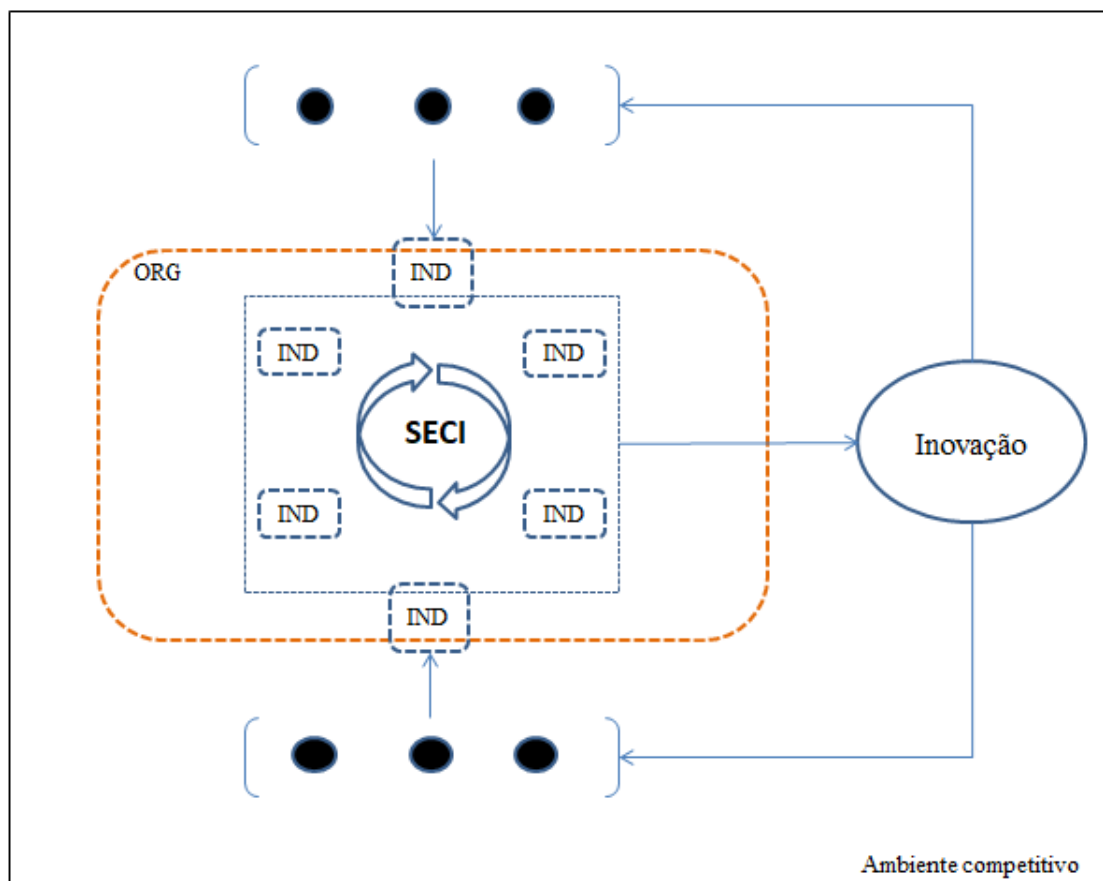 IND
ORG
IND
IND
SECI
Inovação
IND
IND
IND
Ambiente competitivo